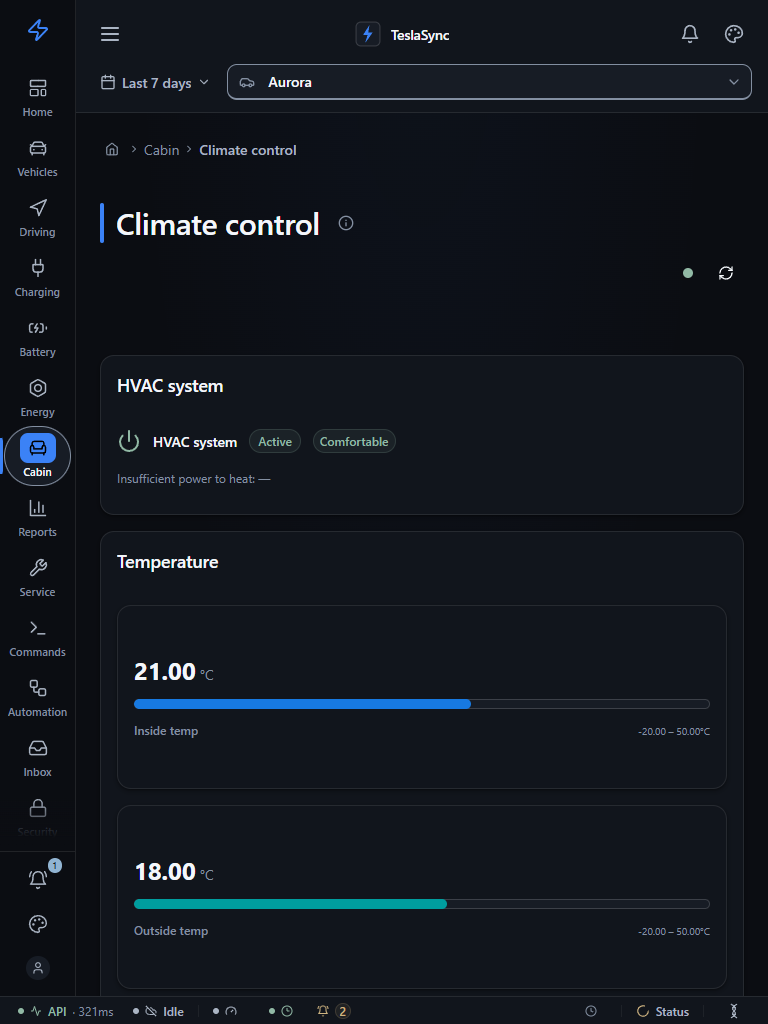 TeslaSync
Last 7 days
Aurora
Home
Vehicles
Driving
Charging
Battery
Energy
Cabin
Reports
Service
Commands
Automation
Inbox
Security
1
Cabin
Climate control
Climate control
HVAC system
HVAC system Active Comfortable
Insufficient power to heat: —
Temperature
21.00 °C
Inside temp -20.00 – 50.00°C
18.00 °C
Outside temp -20.00 – 50.00°C
API · 321ms Idle 2 Status